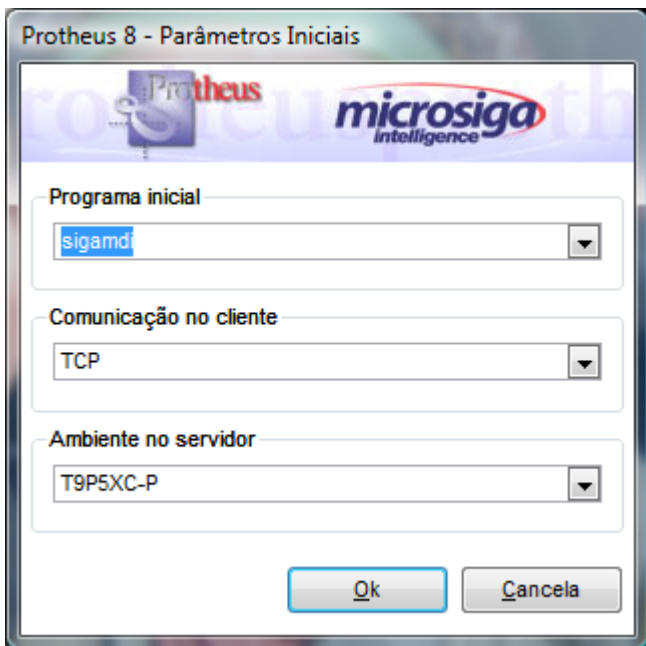 Protheus 8 - Parâmetros Iniciais
Protheus
microsiga
intelligence
Programa inicial
sigamdi
Comunicação no cliente
TCP
Ambiente no servidor
T9P5XC-P
Ok Cancela